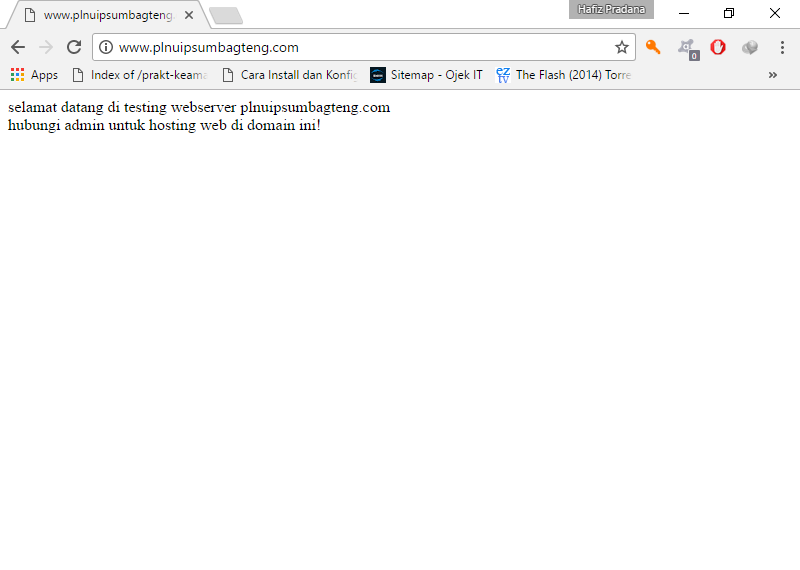 Hafiz Pradana
www.plnuipsumbagteng.
www.plnuipsumbagteng.com
0
Apps Index of /prakt-keama Cara Install dan Konfig Sitemap - Ojek IT The Flash (2014) Torre
selamat datang di testing webserver plnuipsumbagteng.com
hubungi admin untuk hosting web di domain ini!